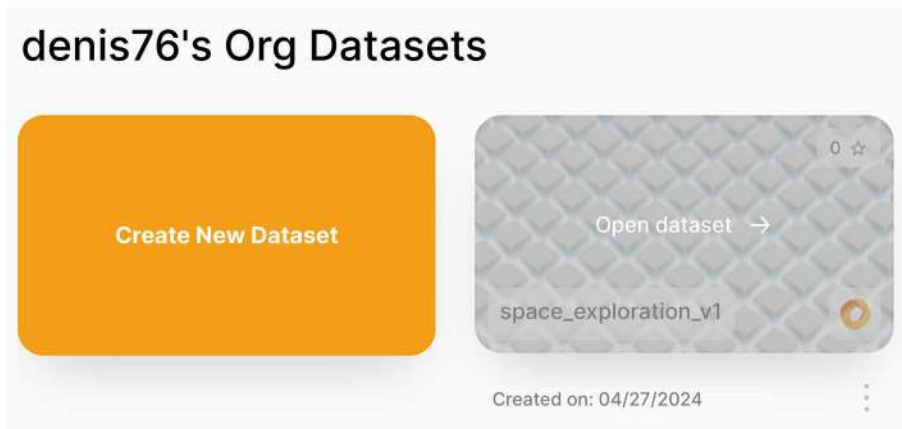 denis76's Org Datasets
Create New Dataset
0
Open dataset →
space_exploration_v1
Created on: 04/27/2024